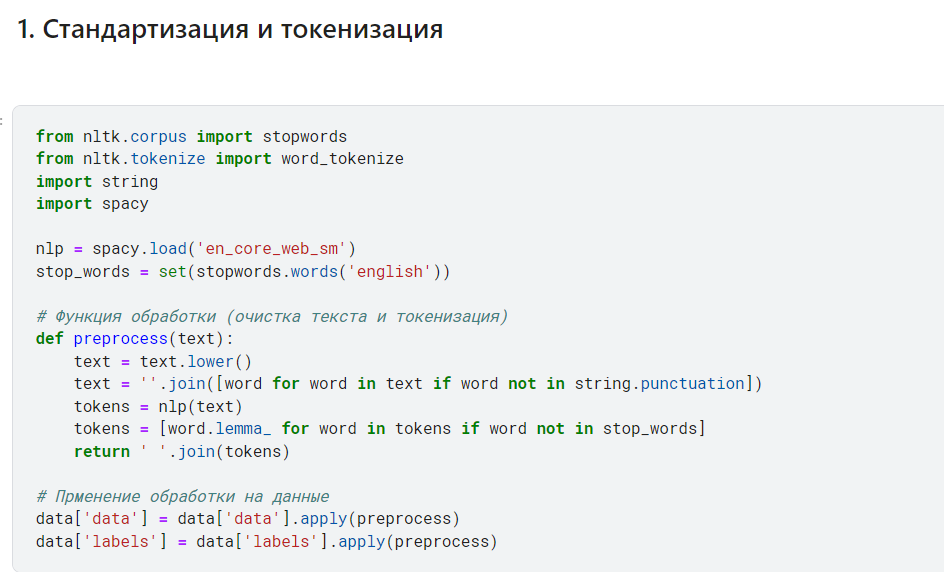 1. Стандартизация и токенизация
:
from nltk.corpus import stopwords
from nltk.tokenize import word_tokenize
import string
import spacy
nlp = spacy.load('en_core_web_sm')
stop_words = set(stopwords.words('english'))
# Функция обработки (очистка текста и токенизация)
def preprocess(text):
    text = text.lower()
    text = ''.join([word for word in text if word not in string.punctuation])
    tokens = nlp(text)
    tokens = [word.lemma_ for word in tokens if word not in stop_words]
    return ' '.join(tokens)
# Прменение обработки на данные
data['data'] = data['data'].apply(preprocess)
data['labels'] = data['labels'].apply(preprocess)